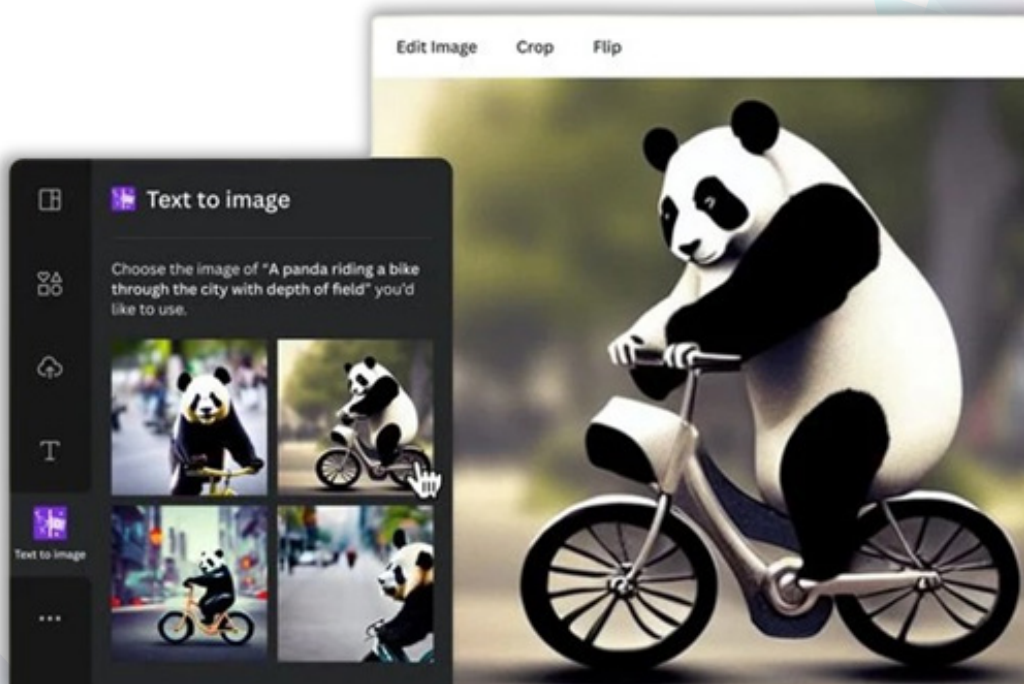 Edit Image Crop Flip
Text to image
Choose the image of "A panda riding a bike
through the city with depth of field" you'd
like to use.
Text to image